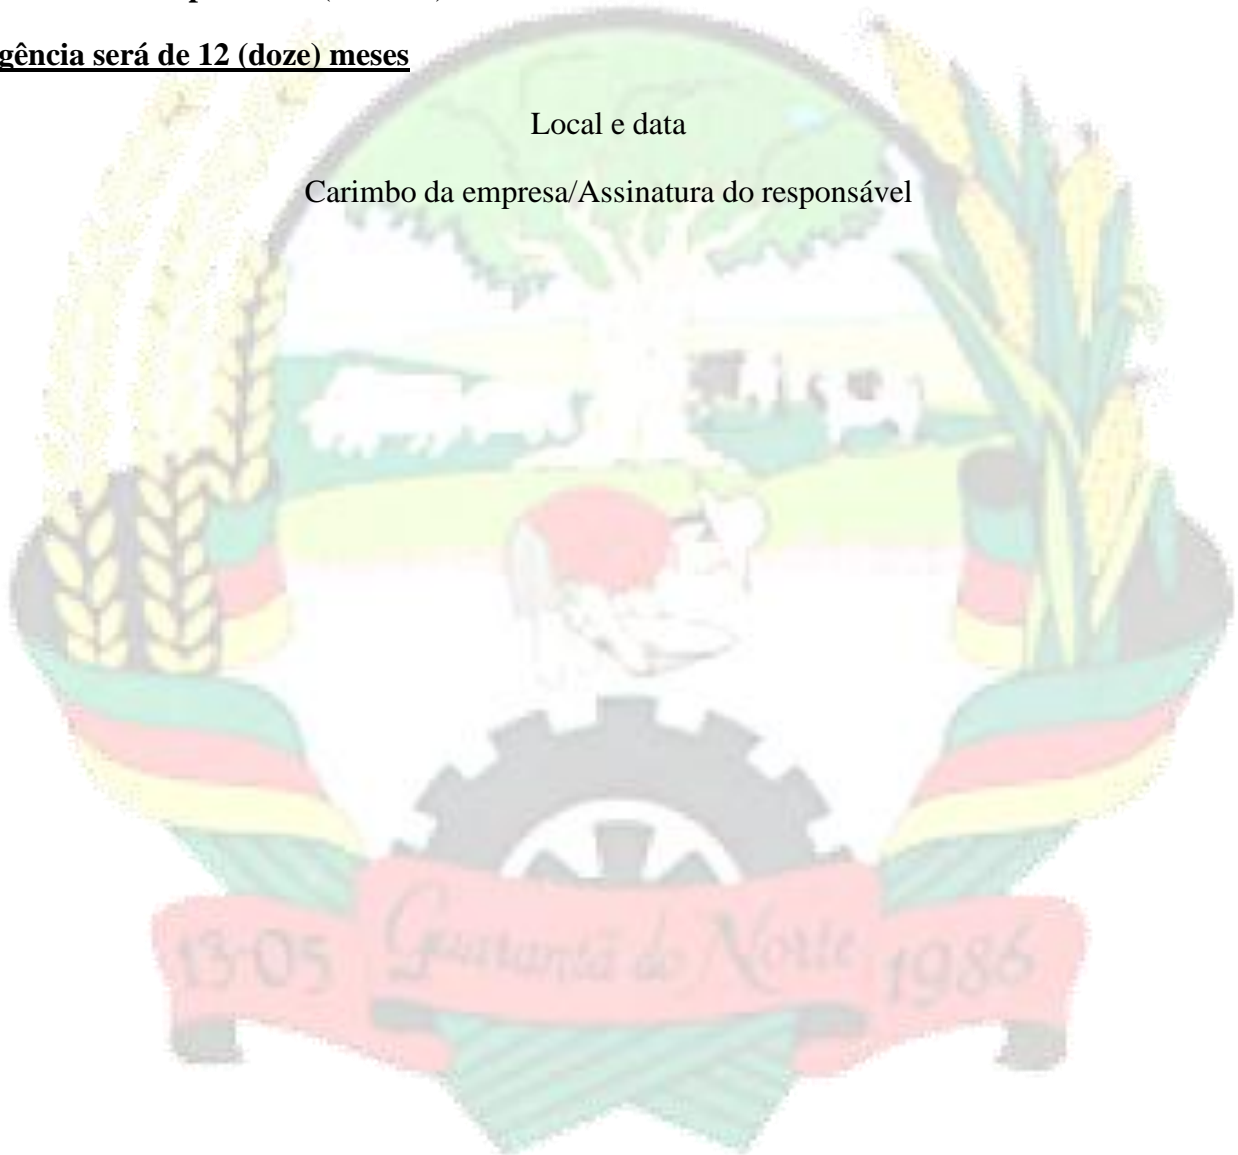 gência será de 12 (doze) meses
Local e data
Carimbo da empresa/Assinatura do responsável
13-05 Guarantã do Norte 1986